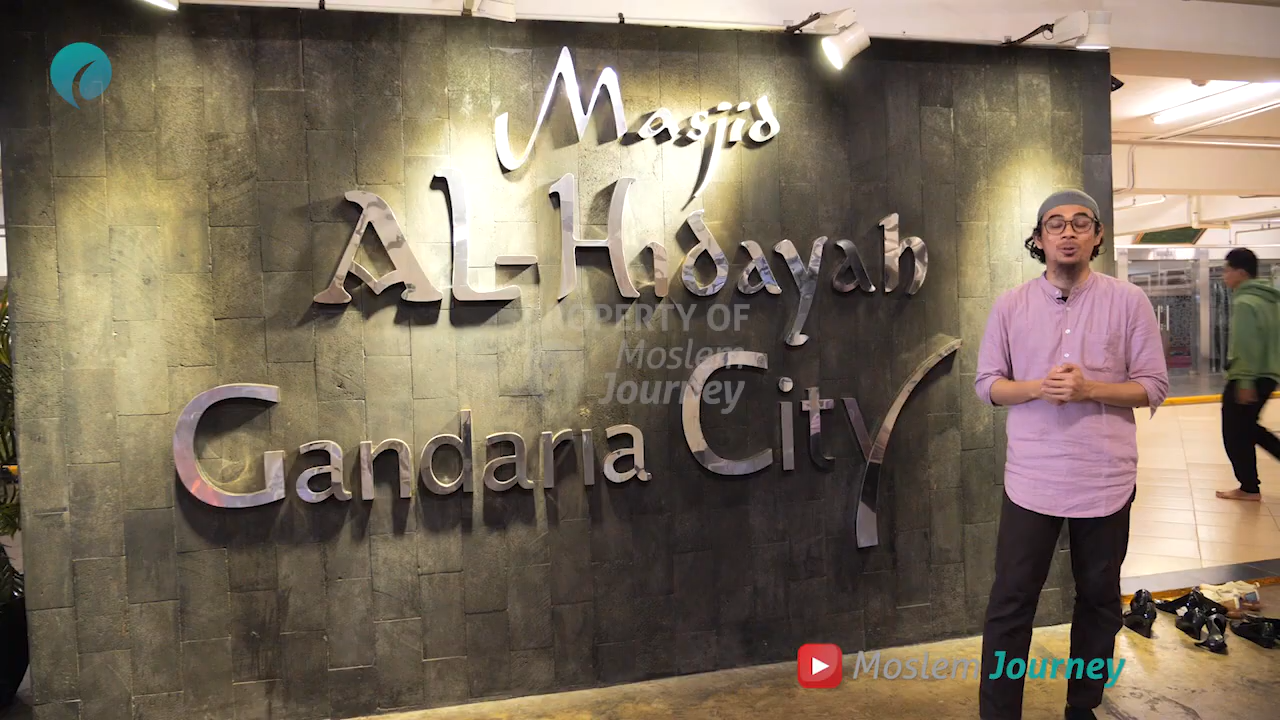 Masjid
AL-Hidayah
Gandaria City
PROPERTY OF
Moslem
Journey
Moslem Journey